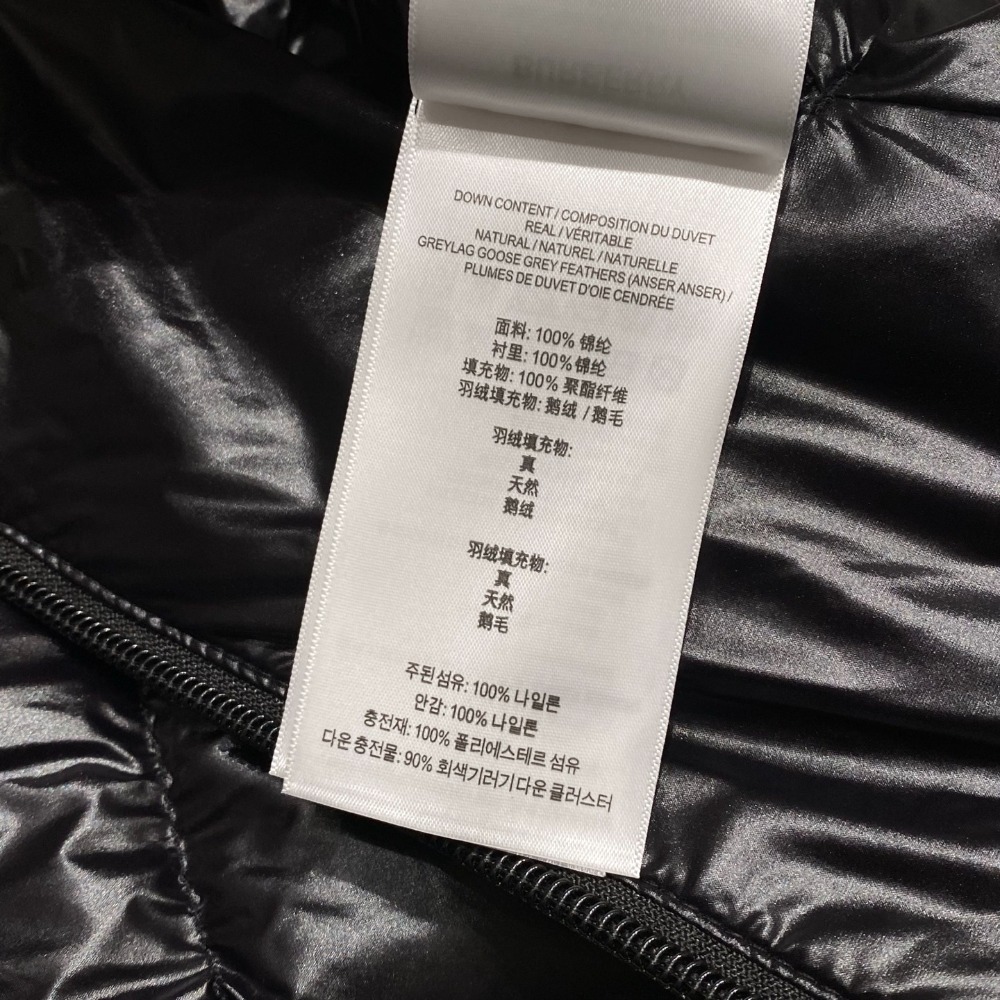 BURBERRY
DOWN CONTENT / COMPOSITION DU DUVET
REAL / VÉRITABLE
NATURAL / NATUREL / NATURELLE
GREYLAG GOOSE GREY FEATHERS (ANSER ANSER) /
PLUMES DE DUVET D'OIE CENDRÉE
面料: 100% 锦纶
衬里: 100% 锦纶
填充物: 100% 聚酯纤维
羽绒填充物: 鹅绒 / 鹅毛
羽绒填充物:
真
天然
鹅绒
羽绒填充物:
真
天然
鹅毛
주된 섬유: 100% 나일론
안감: 100% 나일론
충전재: 100% 폴리에스테르 섬유
다운 충전물: 90% 회색기러기 다운 클러스터